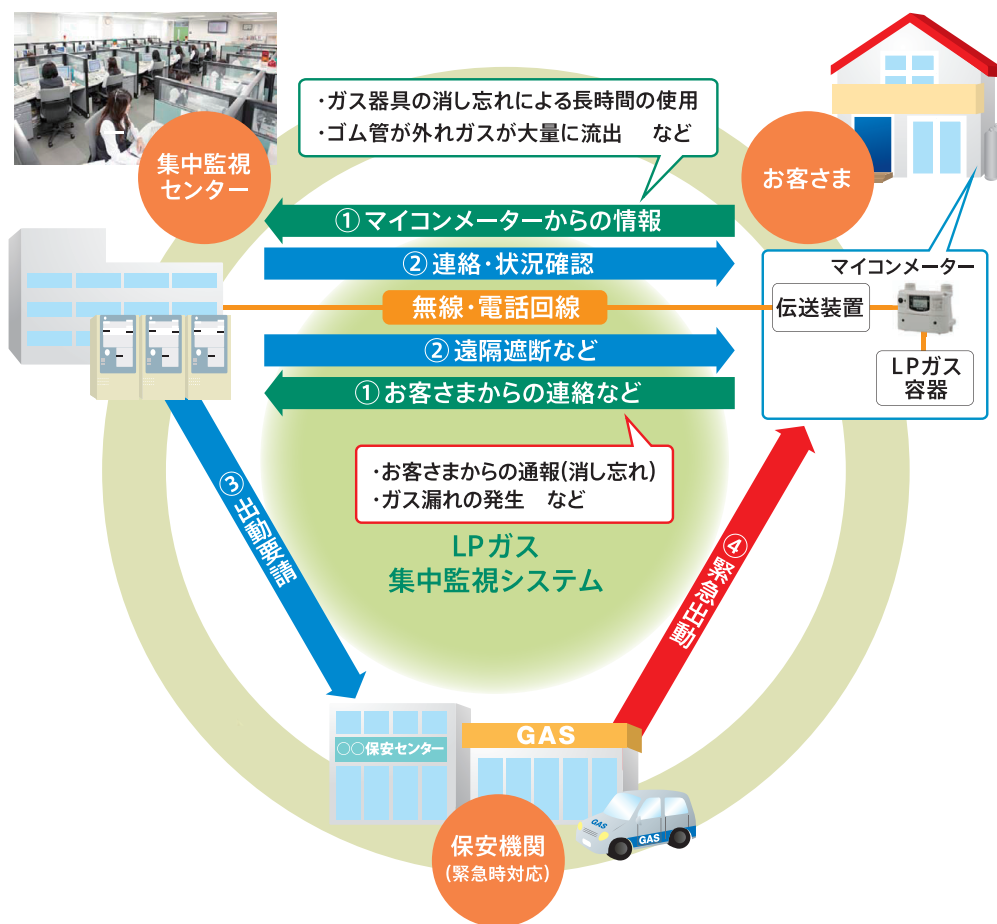 ・ガス器具の消し忘れによる長時間の使用
・ゴム管が外れガスが大量に流出 など
集中監視
センター
お客さま
①マイコンメーターからの情報
②連絡・状況確認
マイコンメーター
無線・電話回線
伝送装置
②遠隔遮断など
LPガス
容器
①お客さまからの連絡など
・お客さまからの通報(消し忘れ)
・ガス漏れの発生 など
③出動要請
LPガス
集中監視システム
④緊急出動
GAS
○○保安センター
GAS
GAS
保安機関
(緊急時対応)